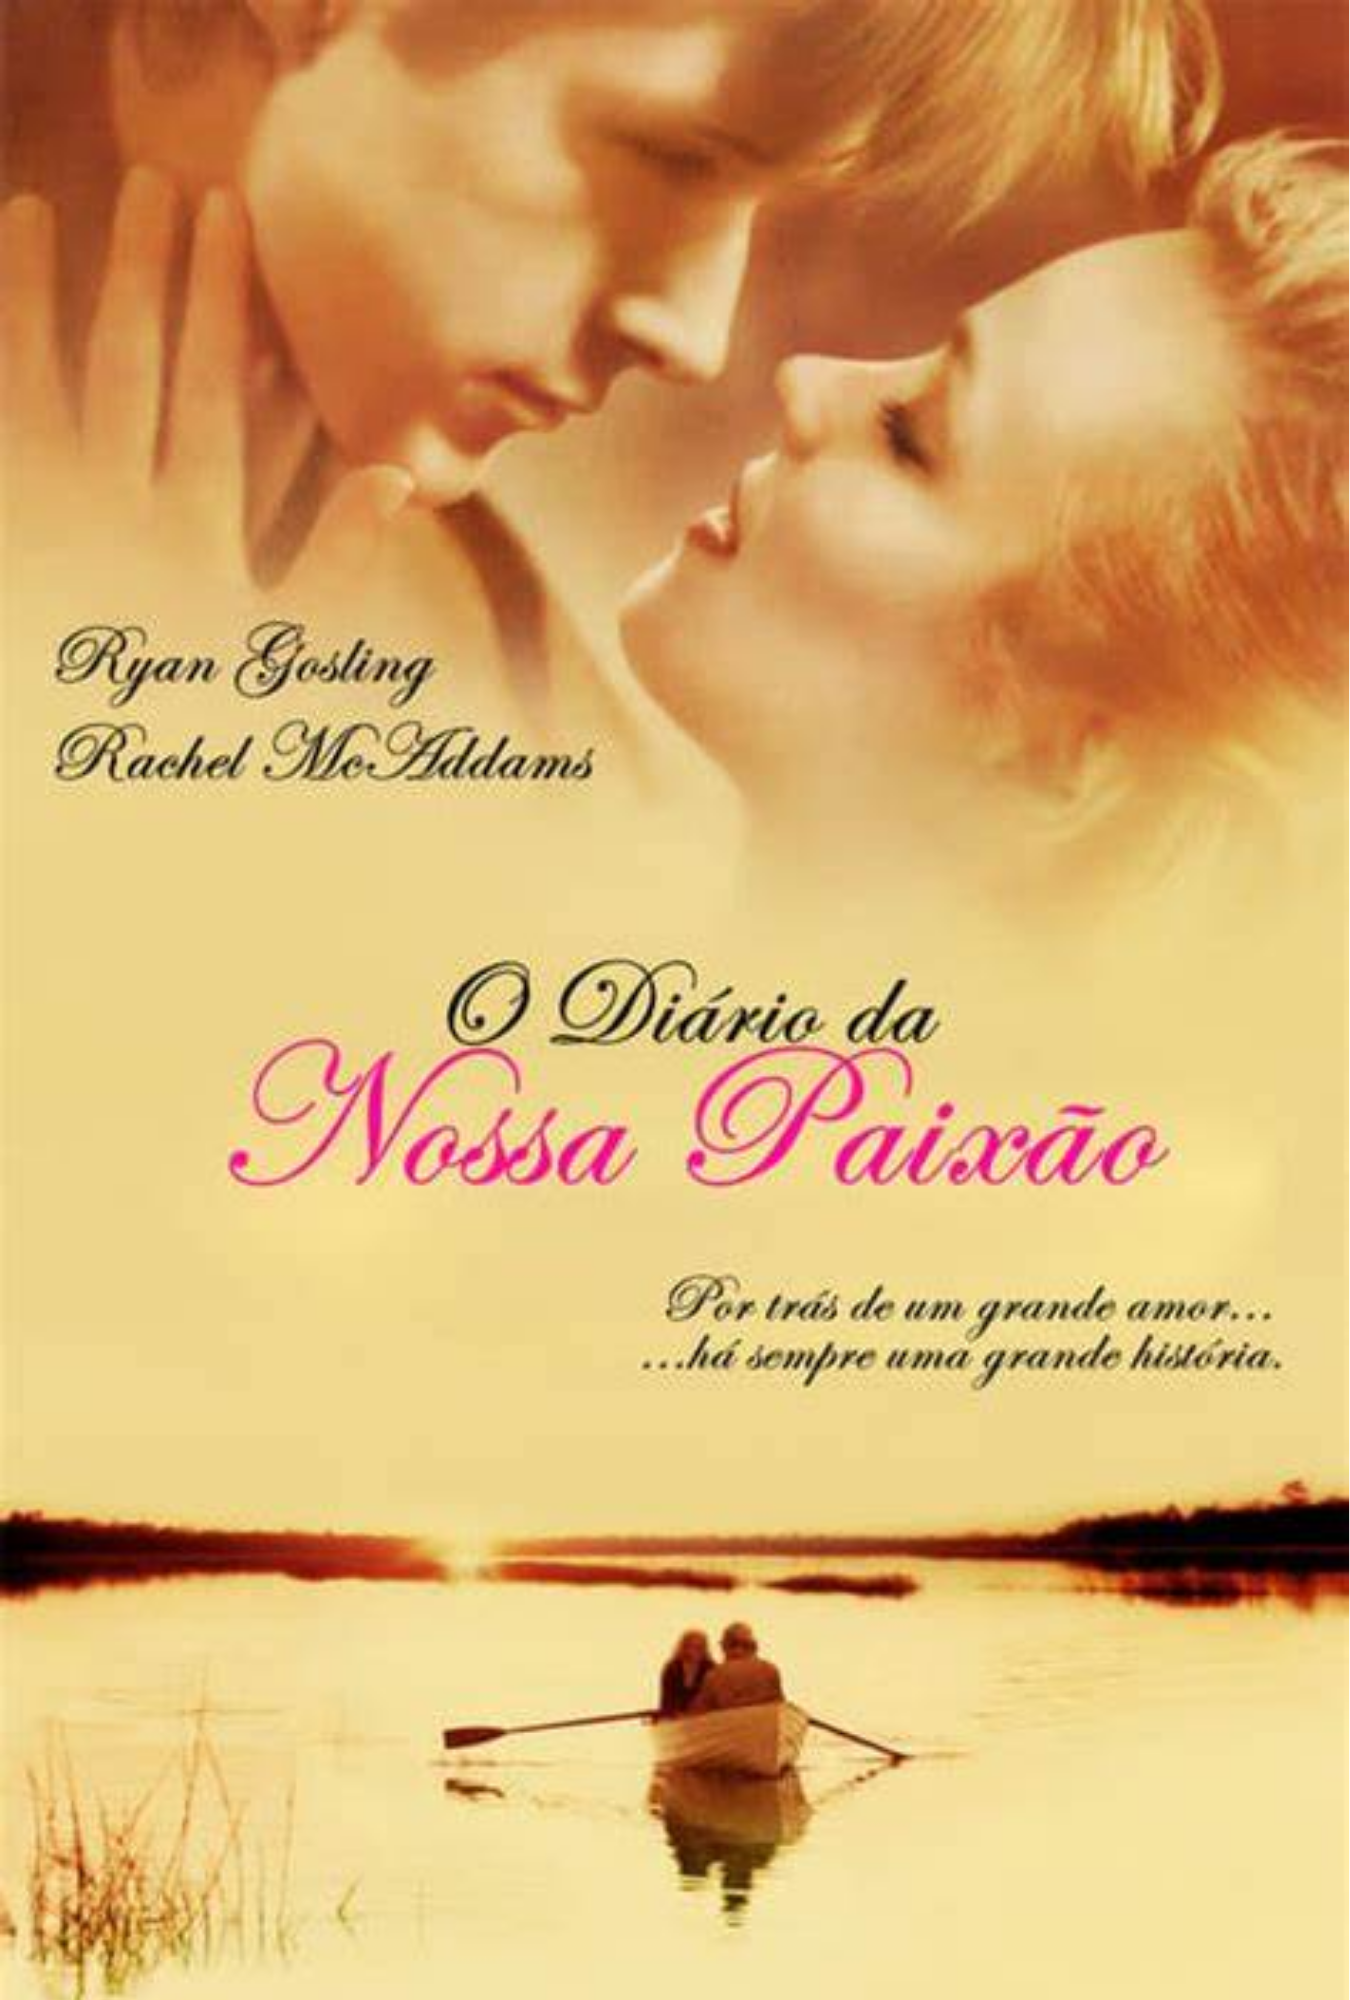 Ryan Gosling
Rachel McAddams
O Diário da
Nossa Paixão
Por trás de um grande amor...
...há sempre uma grande história.